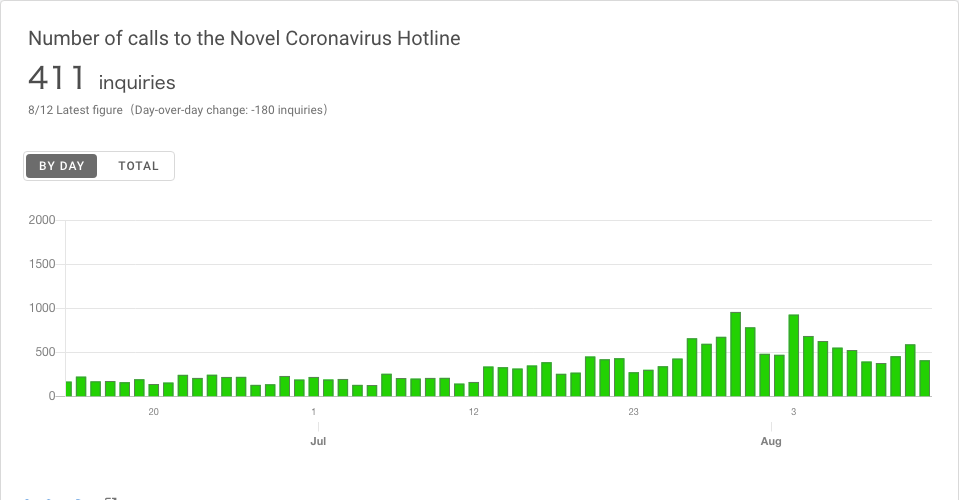 Number of calls to the Novel Coronavirus Hotline
411 inquiries
8/12 Latest figure（Day-over-day change: -180 inquiries）
BY DAY TOTAL
2000
1500
1000
500
0
20 1 12 23 3
Jul Aug